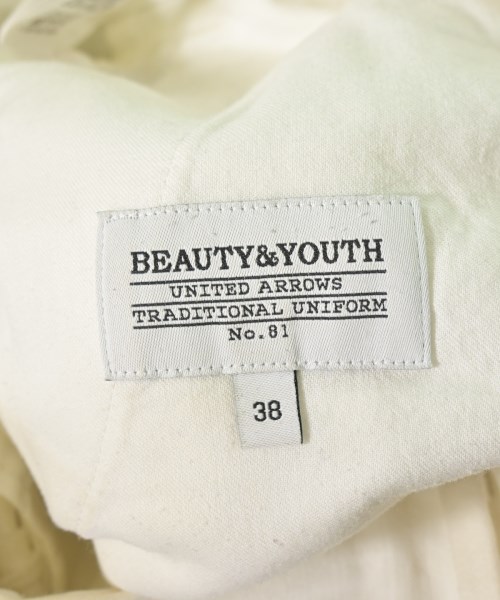 BEAUTY&YOUTH
UNITED ARROWS
TRADITIONAL UNIFORM
No.81
38